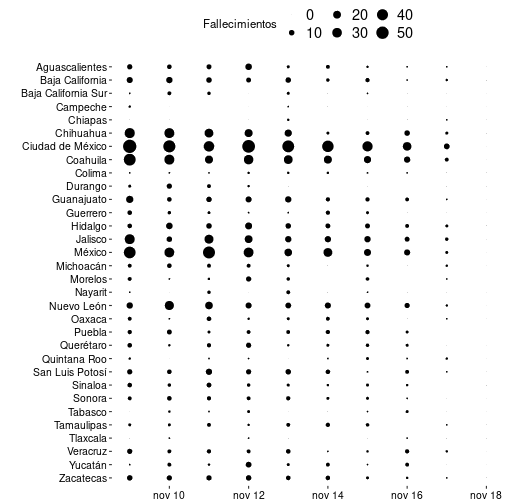 Fallecimientos
0 20 40
10 30 50
Aguascalientes
Baja California
Baja California Sur
Campeche
Chiapas
Chihuahua
Ciudad de México
Coahuila
Colima
Durango
Guanajuato
Guerrero
Hidalgo
Jalisco
México
Michoacán
Morelos
Nayarit
Nuevo León
Oaxaca
Puebla
Querétaro
Quintana Roo
San Luis Potosí
Sinaloa
Sonora
Tabasco
Tamaulipas
Tlaxcala
Veracruz
Yucatán
Zacatecas
nov 10 nov 12 nov 14 nov 16 nov 18